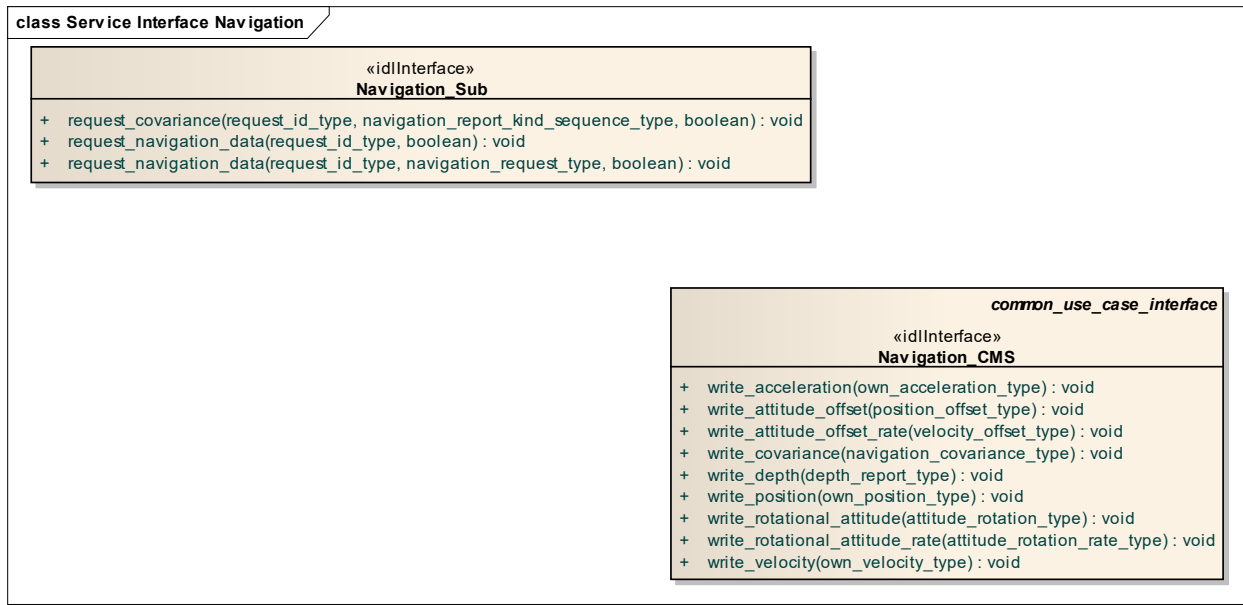 class Service Interface Navigation
«idlInterface»
Navigation_Sub
+ request_covariance(request_id_type, navigation_report_kind_sequence_type, boolean) : void
+ request_navigation_data(request_id_type, boolean) : void
+ request_navigation_data(request_id_type, navigation_request_type, boolean) : void
common_use_case_interface
«idlInterface»
Navigation_CMS
+ write_acceleration(own_acceleration_type) : void
+ write_attitude_offset(position_offset_type) : void
+ write_attitude_offset_rate(velocity_offset_type) : void
+ write_covariance(navigation_covariance_type) : void
+ write_depth(depth_report_type) : void
+ write_position(own_position_type) : void
+ write_rotational_attitude(attitude_rotation_type) : void
+ write_rotational_attitude_rate(attitude_rotation_rate_type) : void
+ write_velocity(own_velocity_type) : void